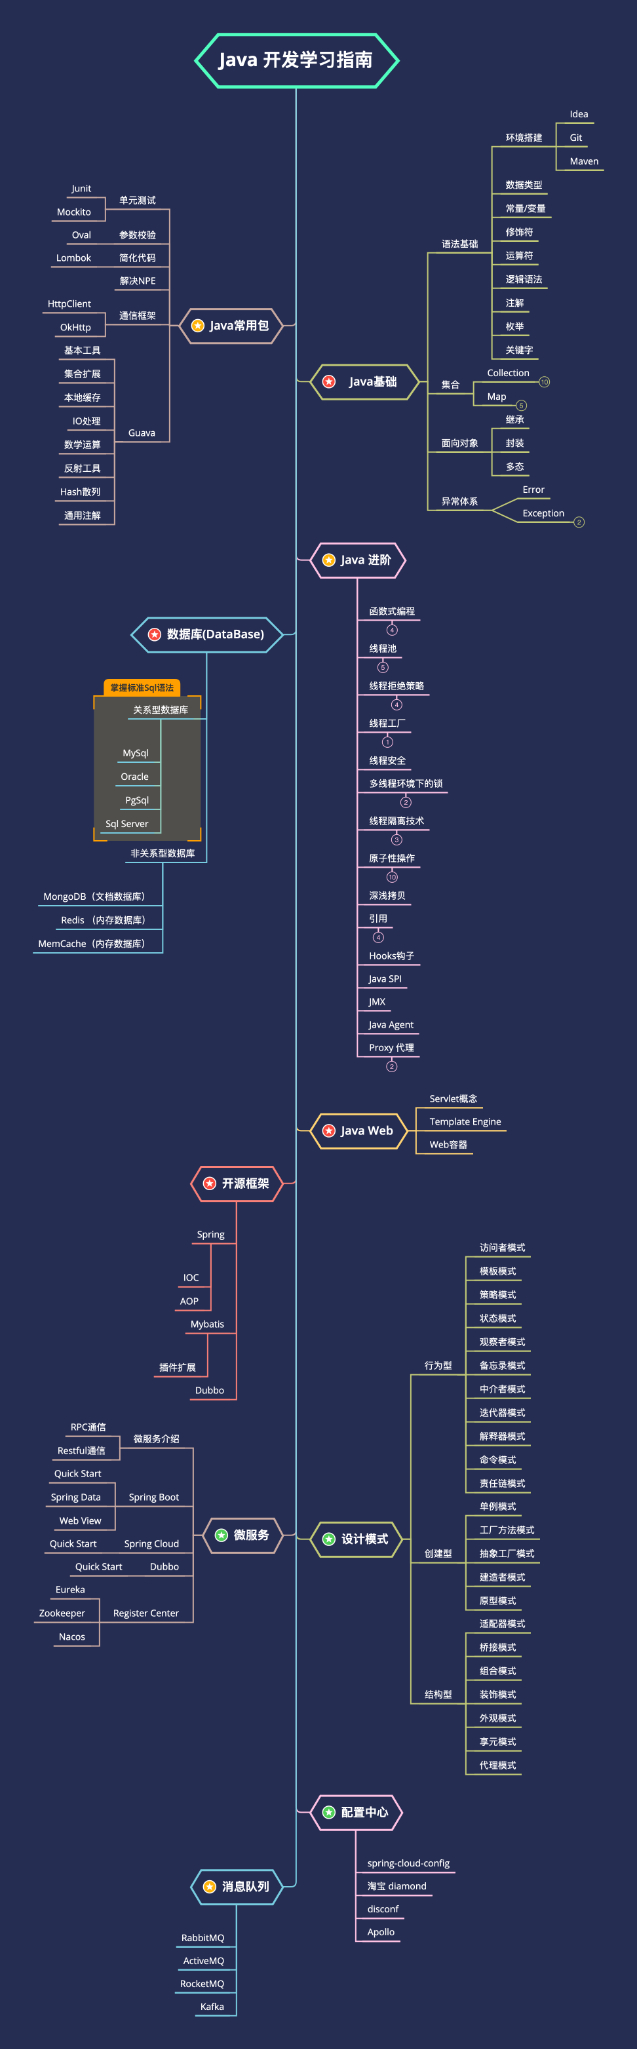 Java 开发学习指南
Java基础
语法基础
环境搭建
Idea
Git
Maven
数据类型
常量/变量
修饰符
运算符
逻辑语法
注解
枚举
关键字
集合
Collection
10
Map
5
面向对象
继承
封装
多态
异常体系
Error
Exception
2
Java常用包
单元测试
Junit
Mockito
参数校验
Oval
简化代码
Lombok
解决NPE
通信框架
HttpClient
OkHttp
Guava
基本工具
集合扩展
本地缓存
IO处理
数学运算
反射工具
Hash散列
通用注解
Java 进阶
函数式编程
4
线程池
5
线程拒绝策略
4
线程工厂
1
线程安全
多线程环境下的锁
2
线程隔离技术
3
原子性操作
10
深浅拷贝
引用
4
Hooks钩子
Java SPI
JMX
Java Agent
Proxy 代理
2
数据库(DataBase)
掌握标准Sql语法
关系型数据库
MySql
Oracle
PgSql
Sql Server
非关系型数据库
MongoDB（文档数据库）
Redis （内存数据库）
MemCache（内存数据库）
Java Web
Servlet概念
Template Engine
Web容器
开源框架
Spring
IOC
AOP
Mybatis
插件扩展
Dubbo
设计模式
行为型
访问者模式
模板模式
策略模式
状态模式
观察者模式
备忘录模式
中介者模式
迭代器模式
解释器模式
命令模式
责任链模式
创建型
单例模式
工厂方法模式
抽象工厂模式
建造者模式
原型模式
结构型
适配器模式
桥接模式
组合模式
装饰模式
外观模式
享元模式
代理模式
微服务
微服务介绍
RPC通信
Restful通信
Spring Boot
Quick Start
Spring Data
Web View
Spring Cloud
Quick Start
Dubbo
Quick Start
Register Center
Eureka
Zookeeper
Nacos
配置中心
spring-cloud-config
淘宝 diamond
disconf
Apollo
消息队列
RabbitMQ
ActiveMQ
RocketMQ
Kafka